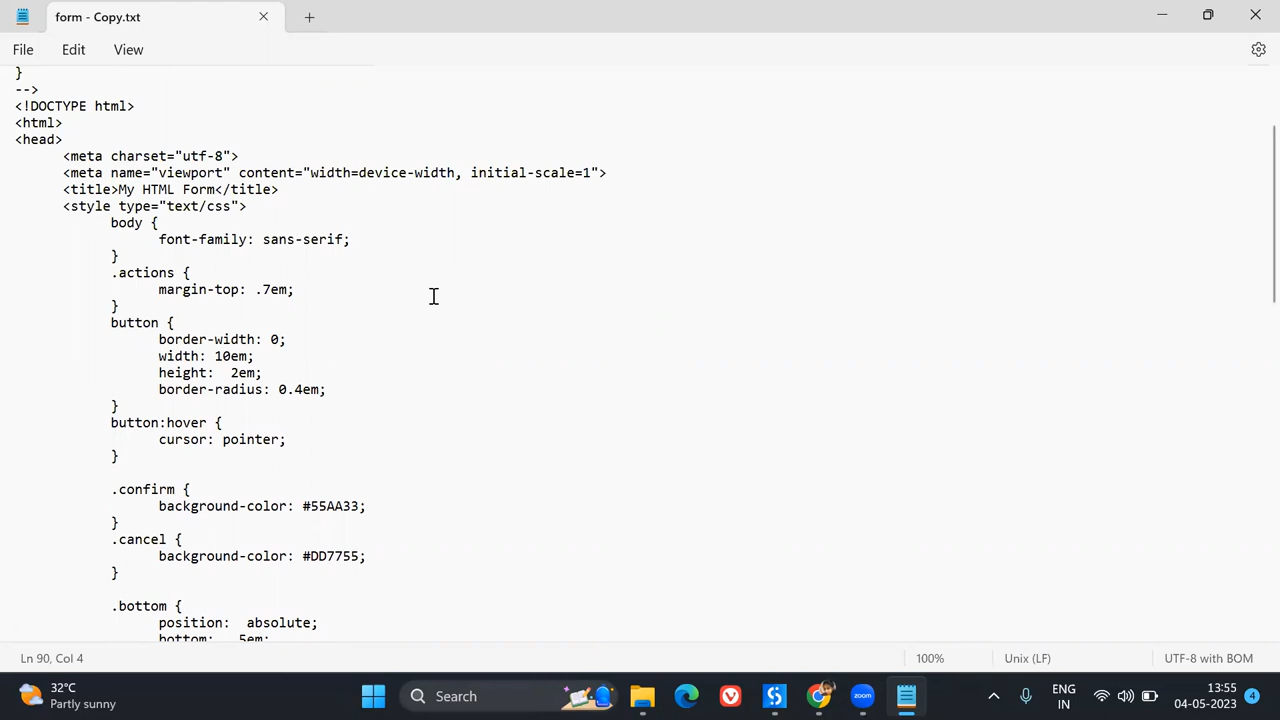 form - Copy.txt
File Edit View
}
-->
<!DOCTYPE html>
<html>
<head>
<meta charset="utf-8">
<meta name="viewport" content="width=device-width, initial-scale=1">
<title>My HTML Form</title>
<style type="text/css">
body {
font-family: sans-serif;
}
.actions {
margin-top: .7em;
}
button {
border-width: 0;
width: 10em;
height:  2em;
border-radius: 0.4em;
}
button:hover {
cursor: pointer;
}
.confirm {
background-color: #55AA33;
}
.cancel {
background-color: #DD7755;
}
.bottom {
position:  absolute;
bottom:  .5em;
Ln 90, Col 4 100% Unix (LF) UTF-8 with BOM
32°C
Partly sunny
Search
ENG
IN
13:55
04-05-2023
4